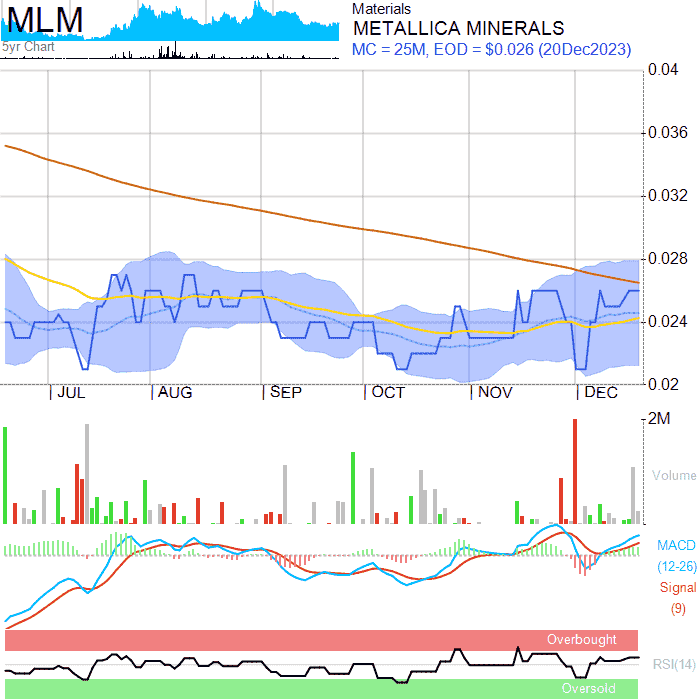 MLM
5yr Chart
Materials
METALLICA MINERALS
MC = 25M, EOD = $0.026 (20Dec2023)
0.04
0.036
0.032
0.028
0.024
0.02
JUL
AUG
SEP
OCT
NOV
DEC
2M
Volume
MACD
(12-26)
Signal
(9)
Overbought
RSI(14)
Oversold